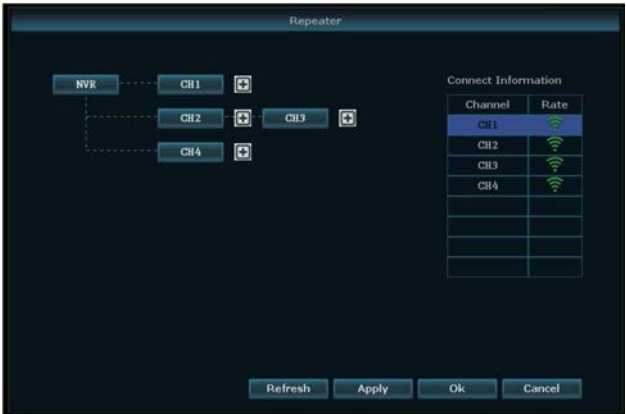 Repeater
NVR CH1
CH2 CH3
CH4
Connect Information
Channel Rate
CH1
CH2
CH3
CH4
Refresh Apply Ok Cancel